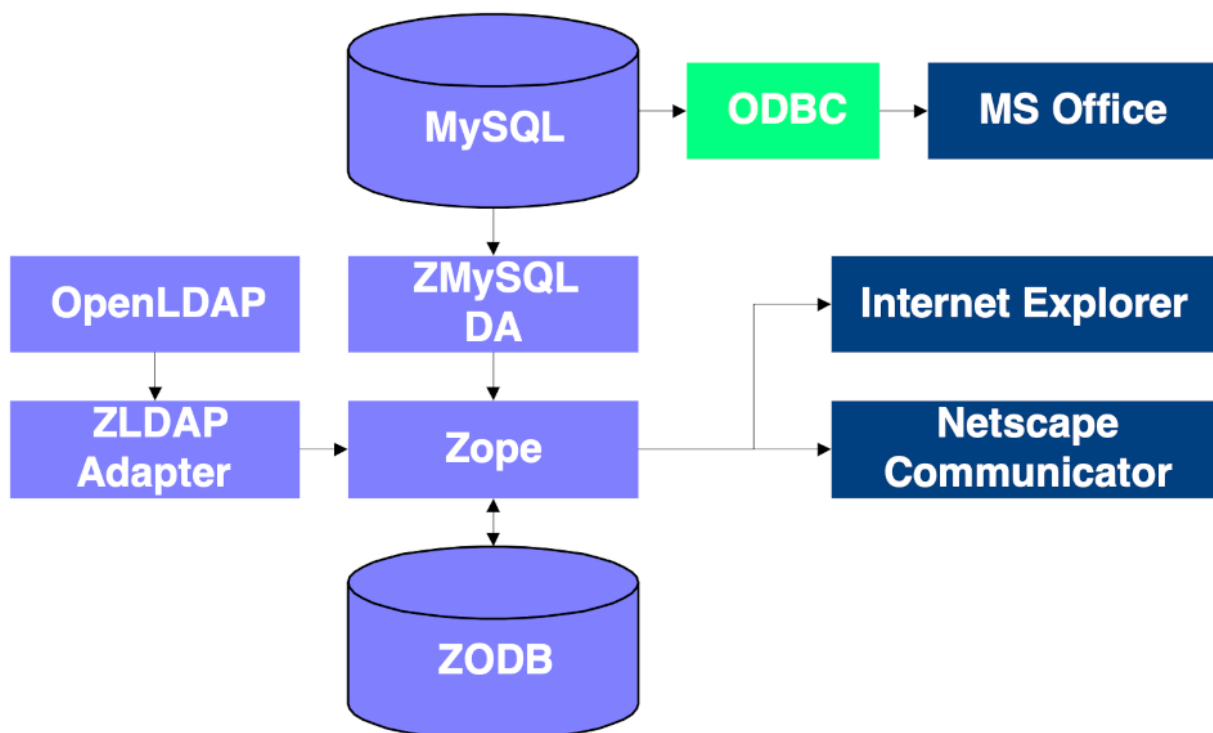 MySQL
ODBC
MS Office
OpenLDAP
ZMySQL
DA
Internet Explorer
ZLDAP
Adapter
Zope
Netscape
Communicator
ZODB